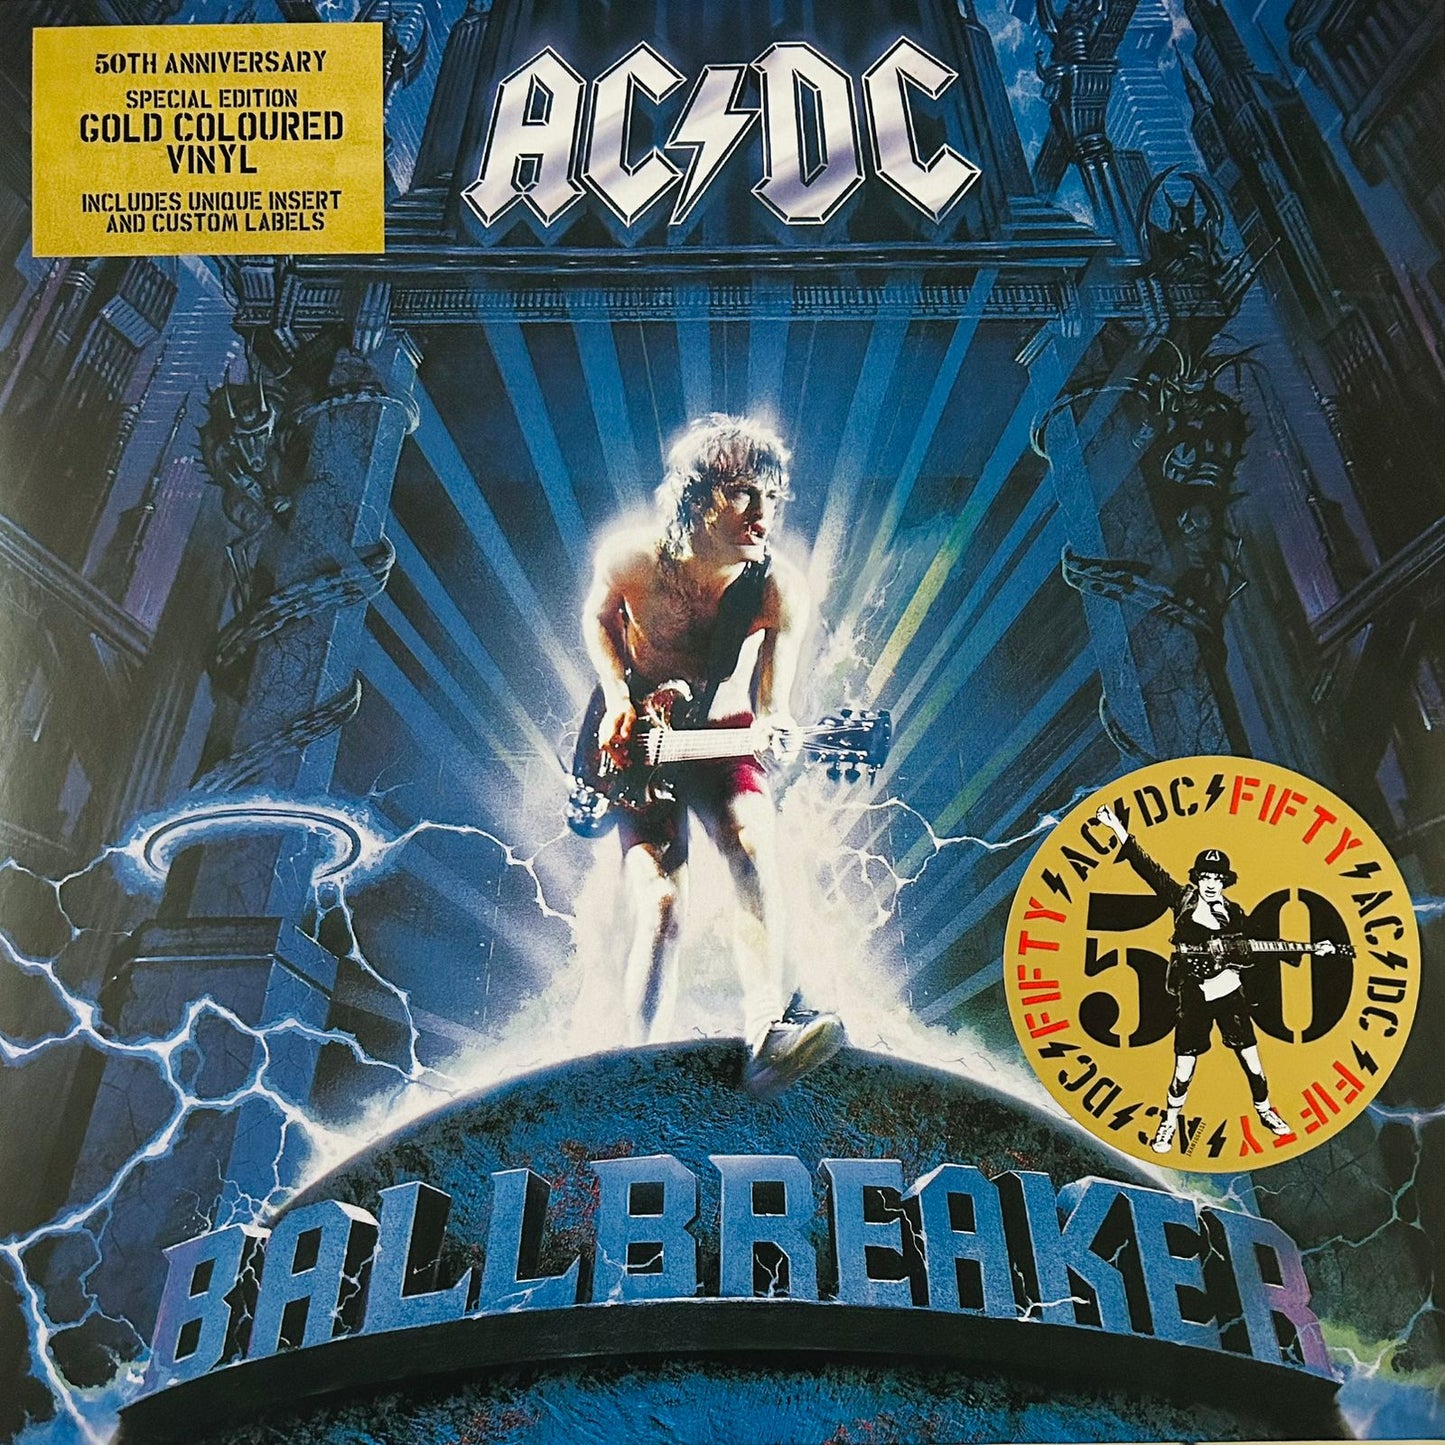 50TH ANNIVERSARY
SPECIAL EDITION
GOLD COLOURED
VINYL
INCLUDES UNIQUE INSERT
AND CUSTOM LABELS
AC⚡DC
AC⚡DC⚡FIFTY⚡AC⚡DC⚡FIFTY⚡AC⚡DC⚡FIFTY⚡
50
A
BALLBREAKER